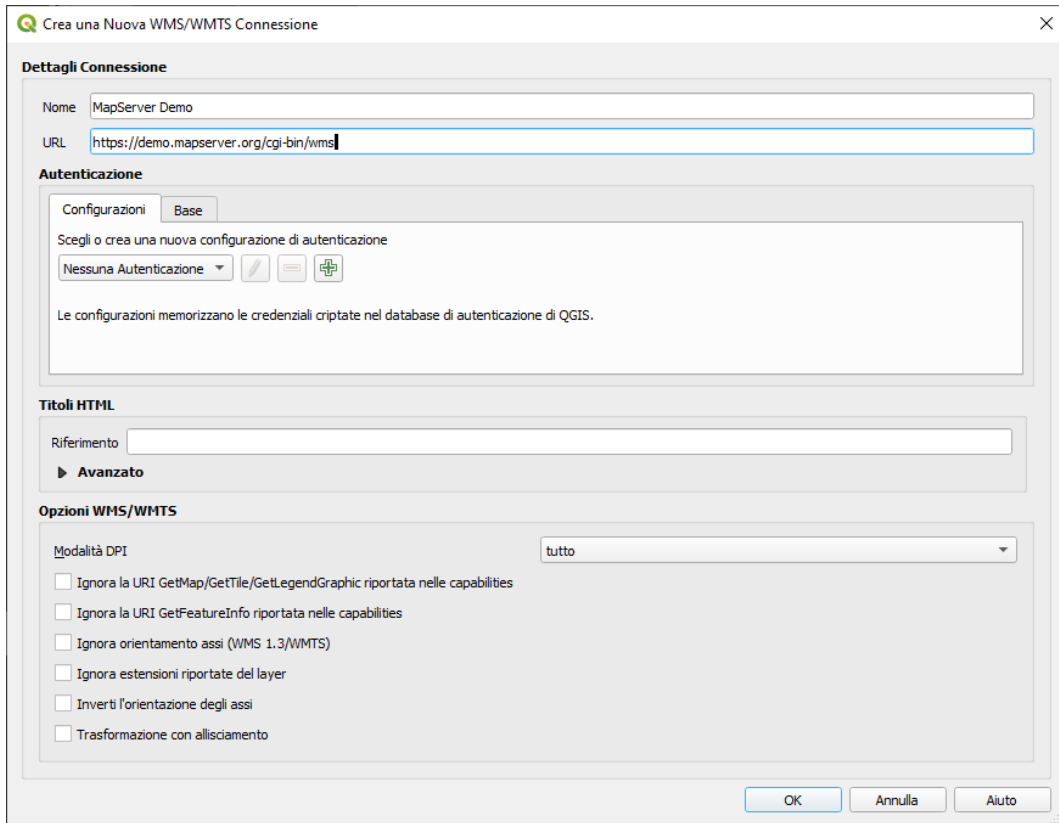 Crea una Nuova WMS/WMTS Connessione
Dettagli Connessione
Nome MapServer Demo
URL https://demo.mapserver.org/cgi-bin/wms
Autenticazione
Configurazioni Base
Scegli o crea una nuova configurazione di autenticazione
Nessuna Autenticazione
Le configurazioni memorizzano le credenziali criptate nel database di autenticazione di QGIS.
Titoli HTML
Riferimento
Avanzato
Opzioni WMS/WMTS
Modalità DPI tutto
Ignora la URI GetMap/GetTile/GetLegendGraphic riportata nelle capabilities
Ignora la URI GetFeatureInfo riportata nelle capabilities
Ignora orientamento assi (WMS 1.3/WMTS)
Ignora estensioni riportate del layer
Inverti l'orientazione degli assi
Trasformazione con allisciamento
OK Annulla Aiuto